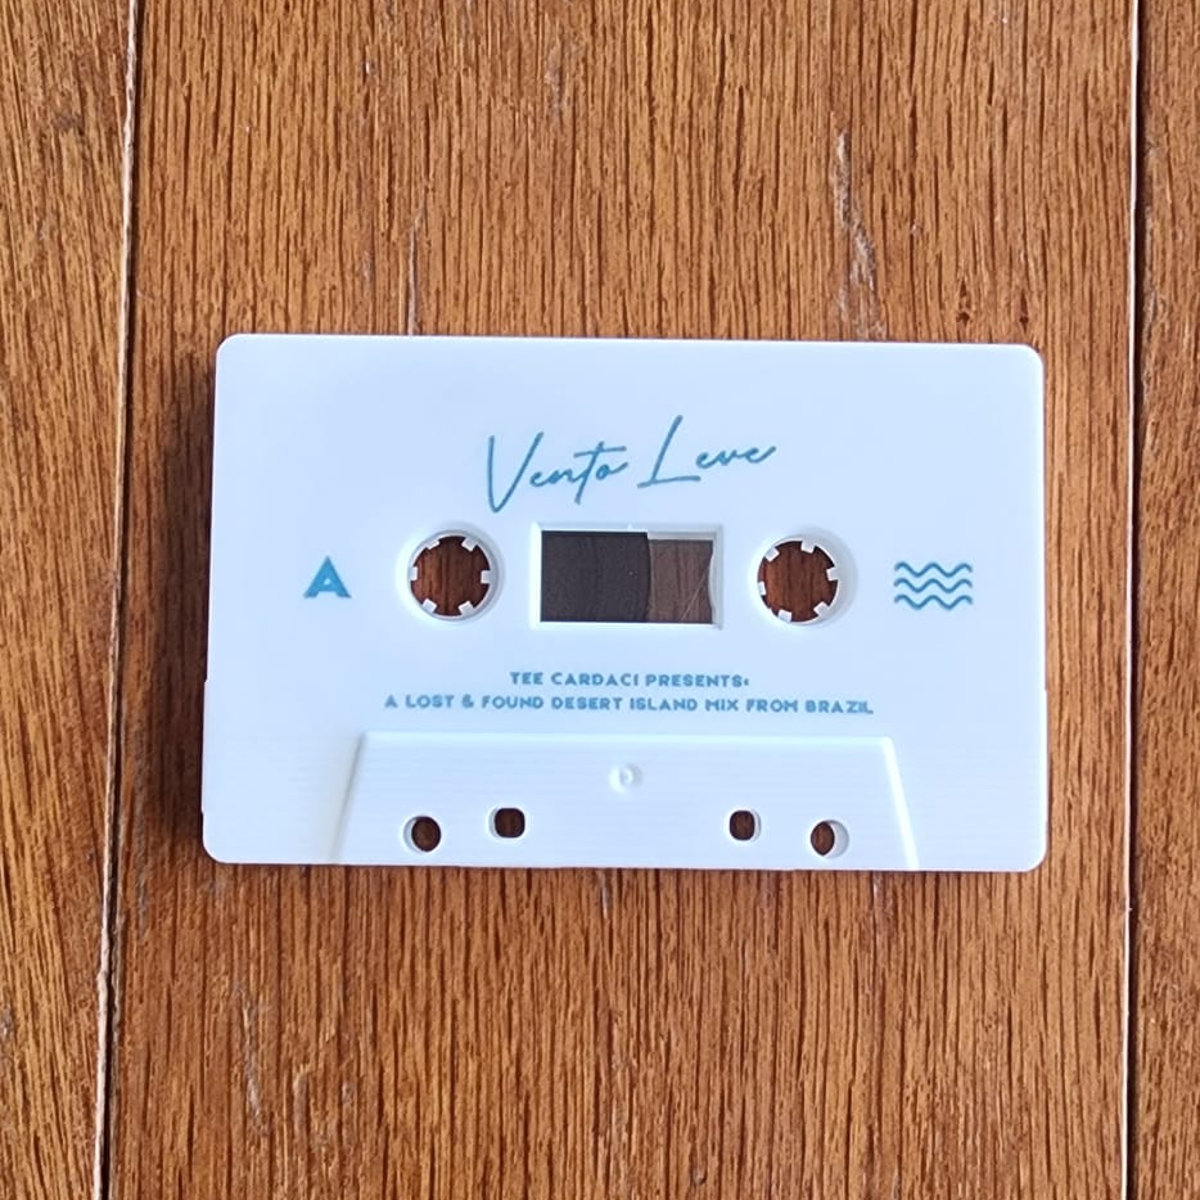 Vento Leve
A
TEE CARDACI PRESENTS:
A LOST & FOUND DESERT ISLAND MIX FROM BRAZIL